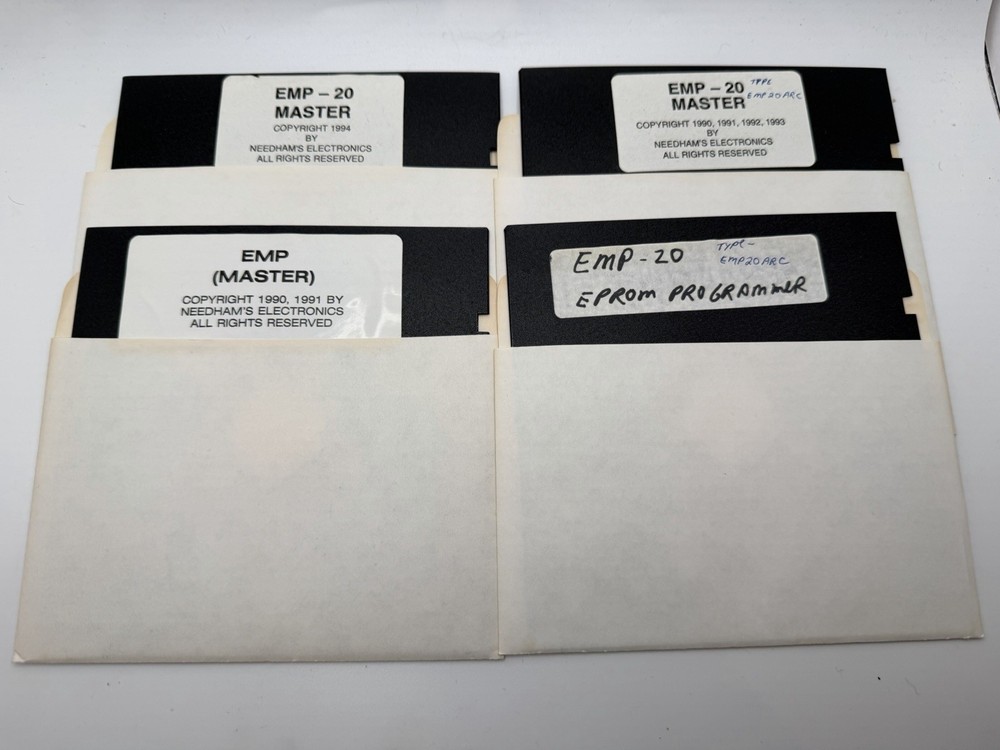 EMP – 20
MASTER
COPYRIGHT 1994
BY
NEEDHAM'S ELECTRONICS
ALL RIGHTS RESERVED
EMP – 20 TYPE
MASTER EMP20ARC
COPYRIGHT 1990, 1991, 1992, 1993
BY
NEEDHAM'S ELECTRONICS
ALL RIGHTS RESERVED
EMP
(MASTER)
COPYRIGHT 1990, 1991 BY
NEEDHAM'S ELECTRONICS
ALL RIGHTS RESERVED
EMP-20 TYPE-
EMP20ARC
EPROM PROGRAMMER